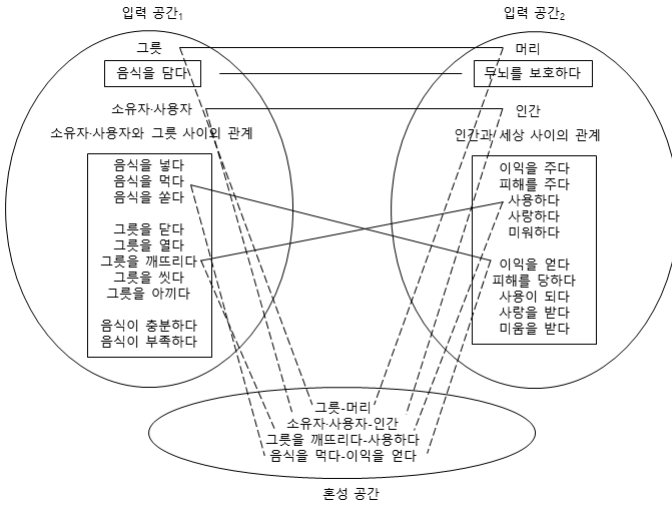 입력 공간₁
입력 공간₂
그릇
머리
음식을 담다
두뇌를 보호하다
소유자·사용자
인간
소유자·사용자와 그릇 사이의 관계
인간과 세상 사이의 관계
음식을 넣다
음식을 먹다
음식을 쏟다
그릇을 닫다
그릇을 열다
그릇을 깨뜨리다
그릇을 씻다
그릇을 아끼다
음식이 충분하다
음식이 부족하다
이익을 주다
피해를 주다
사용하다
사랑하다
미워하다
이익을 얻다
피해를 당하다
사용이 되다
사랑을 받다
미움을 받다
그릇-머리
소유자·사용자-인간
그릇을 깨뜨리다-사용하다
음식을 먹다-이익을 얻다
혼성 공간